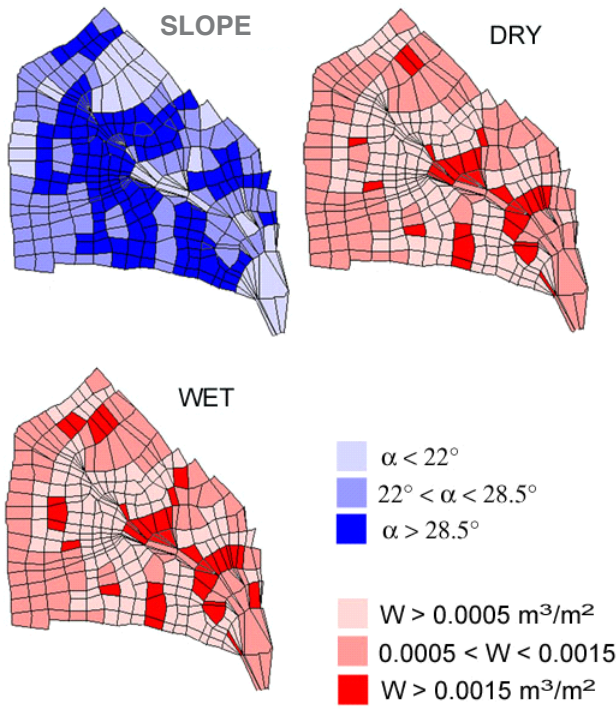 SLOPE
DRY
WET
α < 22°
22° < α < 28.5°
α > 28.5°
W > 0.0005 m³/m²
0.0005 < W < 0.0015
W > 0.0015 m³/m²